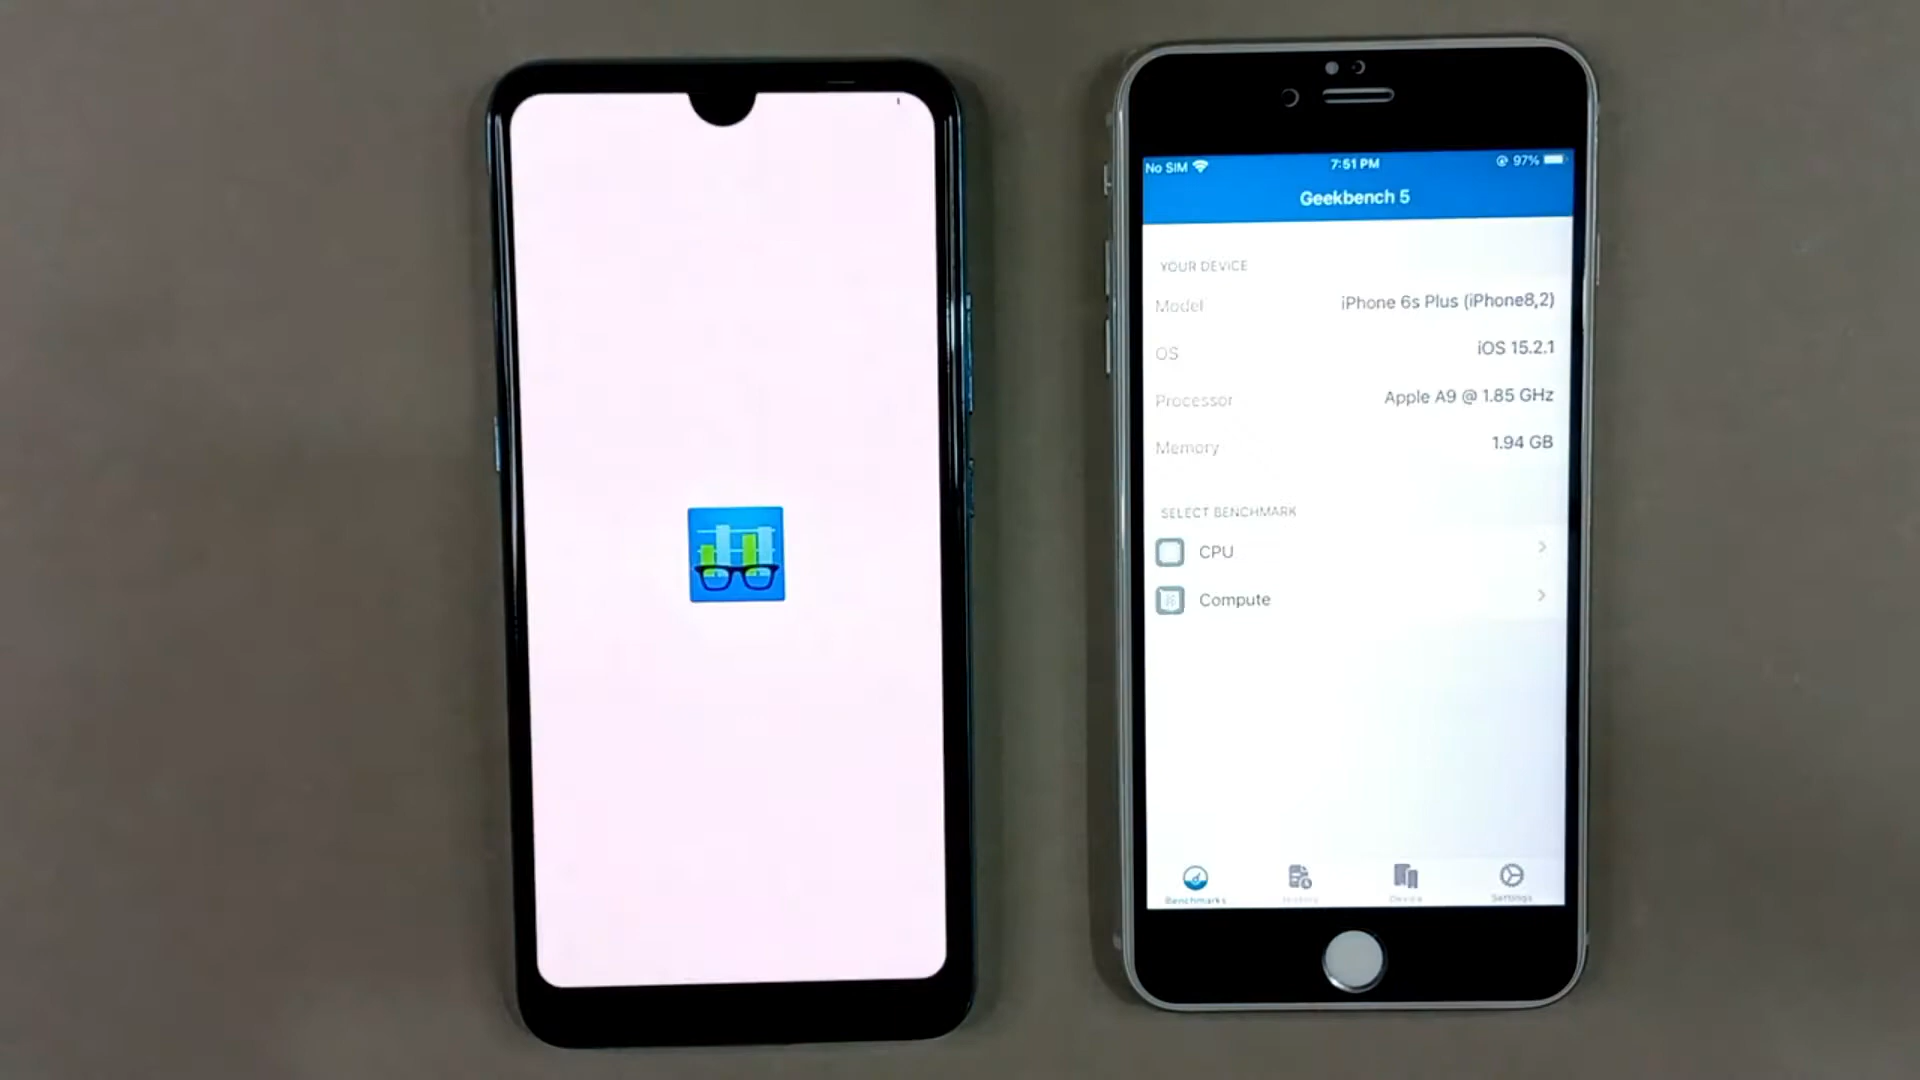 No SIM 7:51 PM 97%
Geekbench 5
YOUR DEVICE
Model iPhone 6s Plus (iPhone8,2)
OS iOS 15.2.1
Processor Apple A9 @ 1.85 GHz
Memory 1.94 GB
SELECT BENCHMARK
CPU
Compute
Benchmarks Device Settings